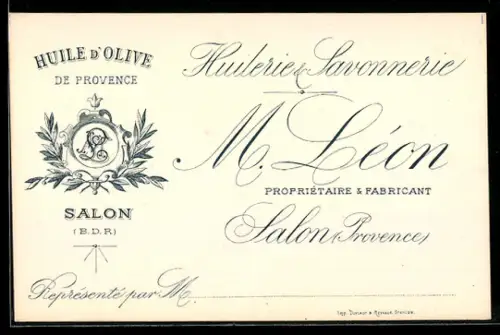 HUILE D'OLIVE
DE PROVENCE
SALON
(B.D.R)
Huilerie & Savonnerie
M. Léon
PROPRIÉTAIRE & FABRICANT
Salon (Provence)
Représenté par M.